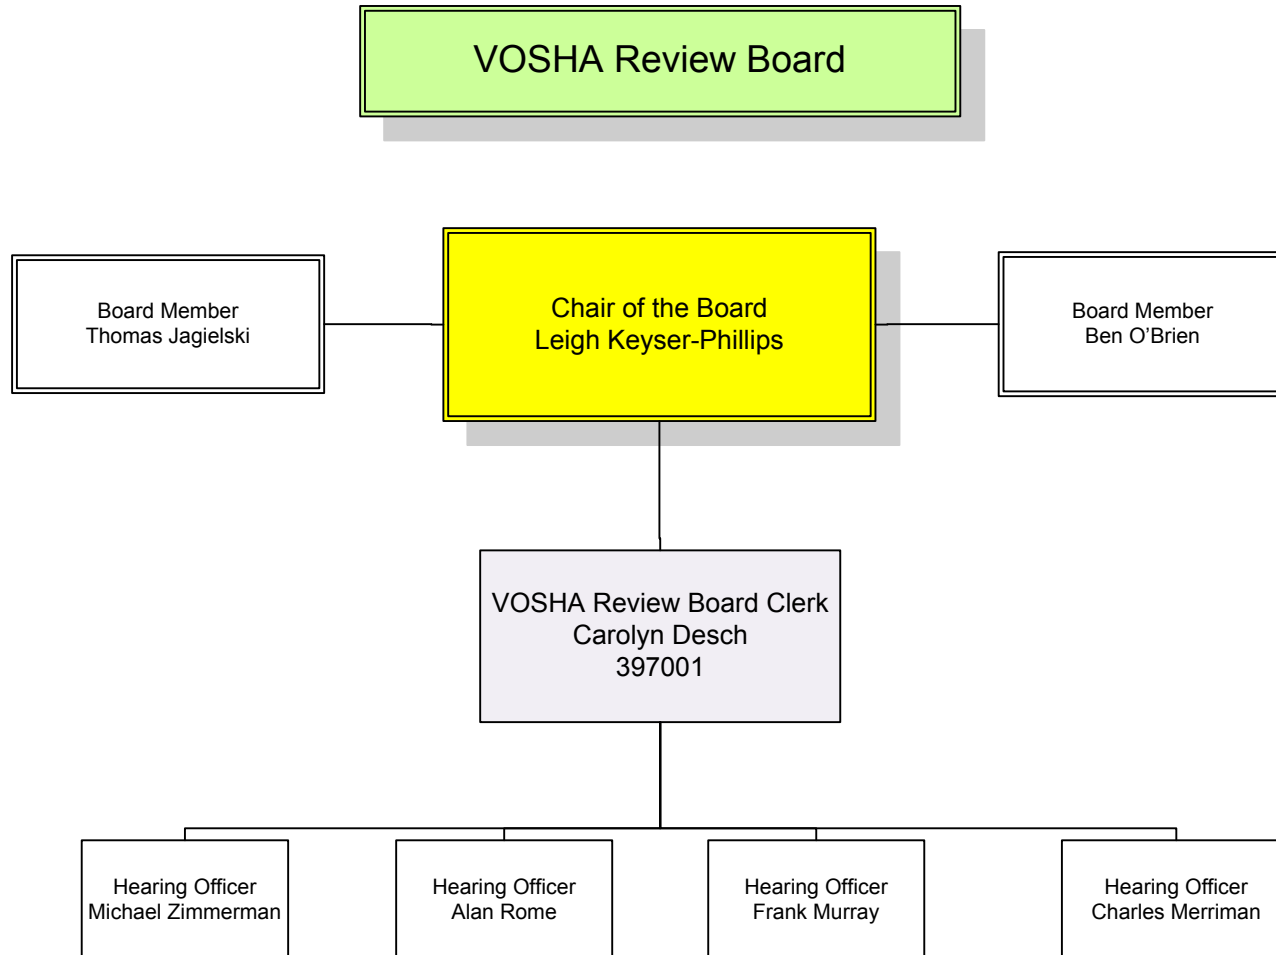 VOSHA Review Board
Board Member
Thomas Jagielski
Chair of the Board
Leigh Keyser-Phillips
Board Member
Ben O’Brien
VOSHA Review Board Clerk
Carolyn Desch
397001
Hearing Officer
Michael Zimmerman
Hearing Officer
Alan Rome
Hearing Officer
Frank Murray
Hearing Officer
Charles Merriman